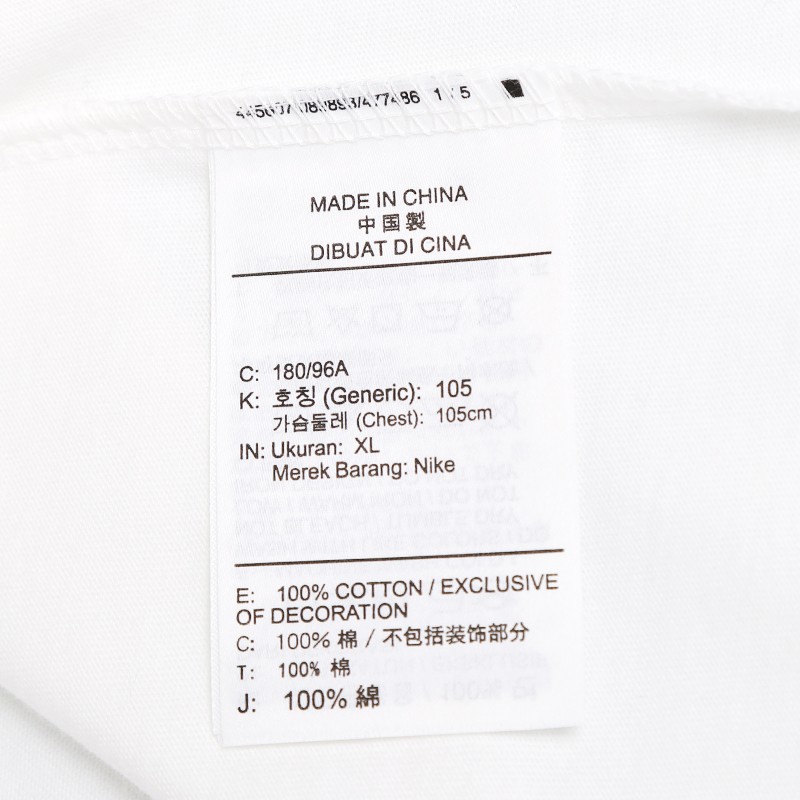 MADE IN CHINA
中国製
DIBUAT DI CINA
C: 180/96A
K: 호칭 (Generic): 105
가슴둘레 (Chest): 105cm
IN: Ukuran: XL
Merek Barang: Nike
E: 100% COTTON / EXCLUSIVE
OF DECORATION
C: 100% 棉 / 不包括装饰部分
T: 100% 棉
J: 100% 綿